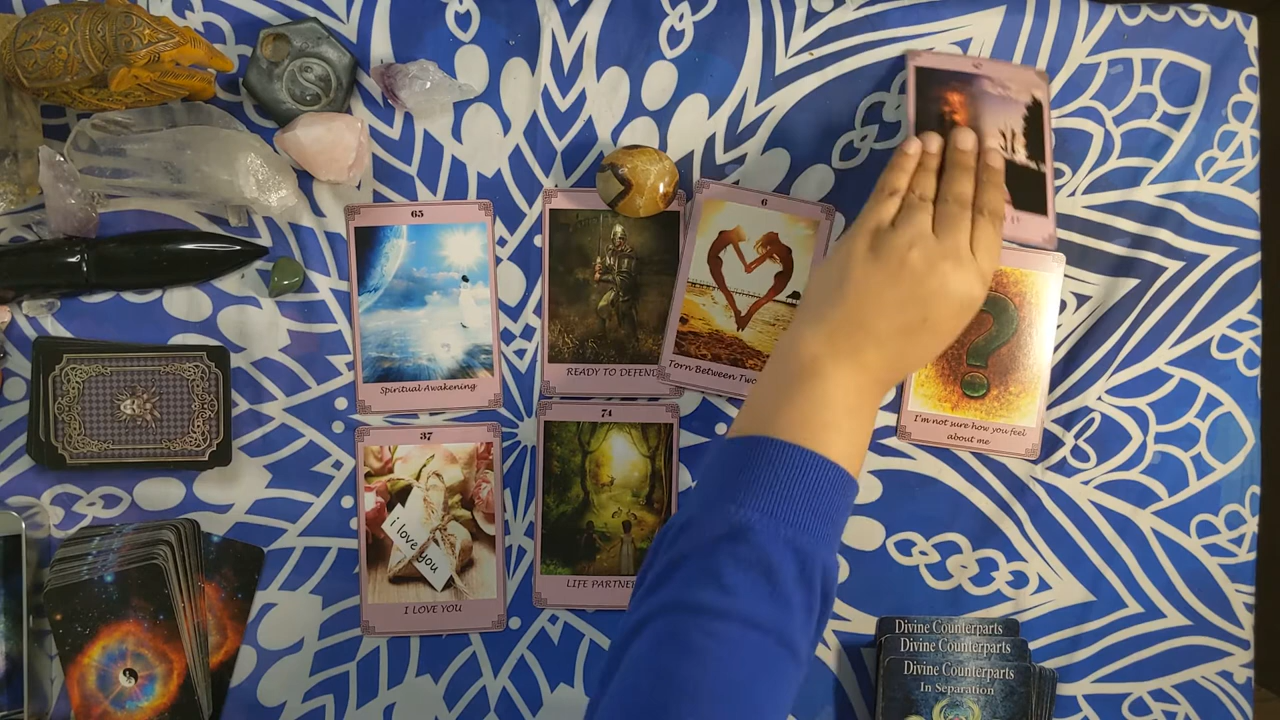 65
Spiritual Awakening
READY TO DEFEND
6
Torn Between Two
I'm not sure how you feel
about me
37
i love you
I LOVE YOU
74
LIFE PARTNER
Divine Counterparts
Divine Counterparts
Divine Counterparts
In Separation